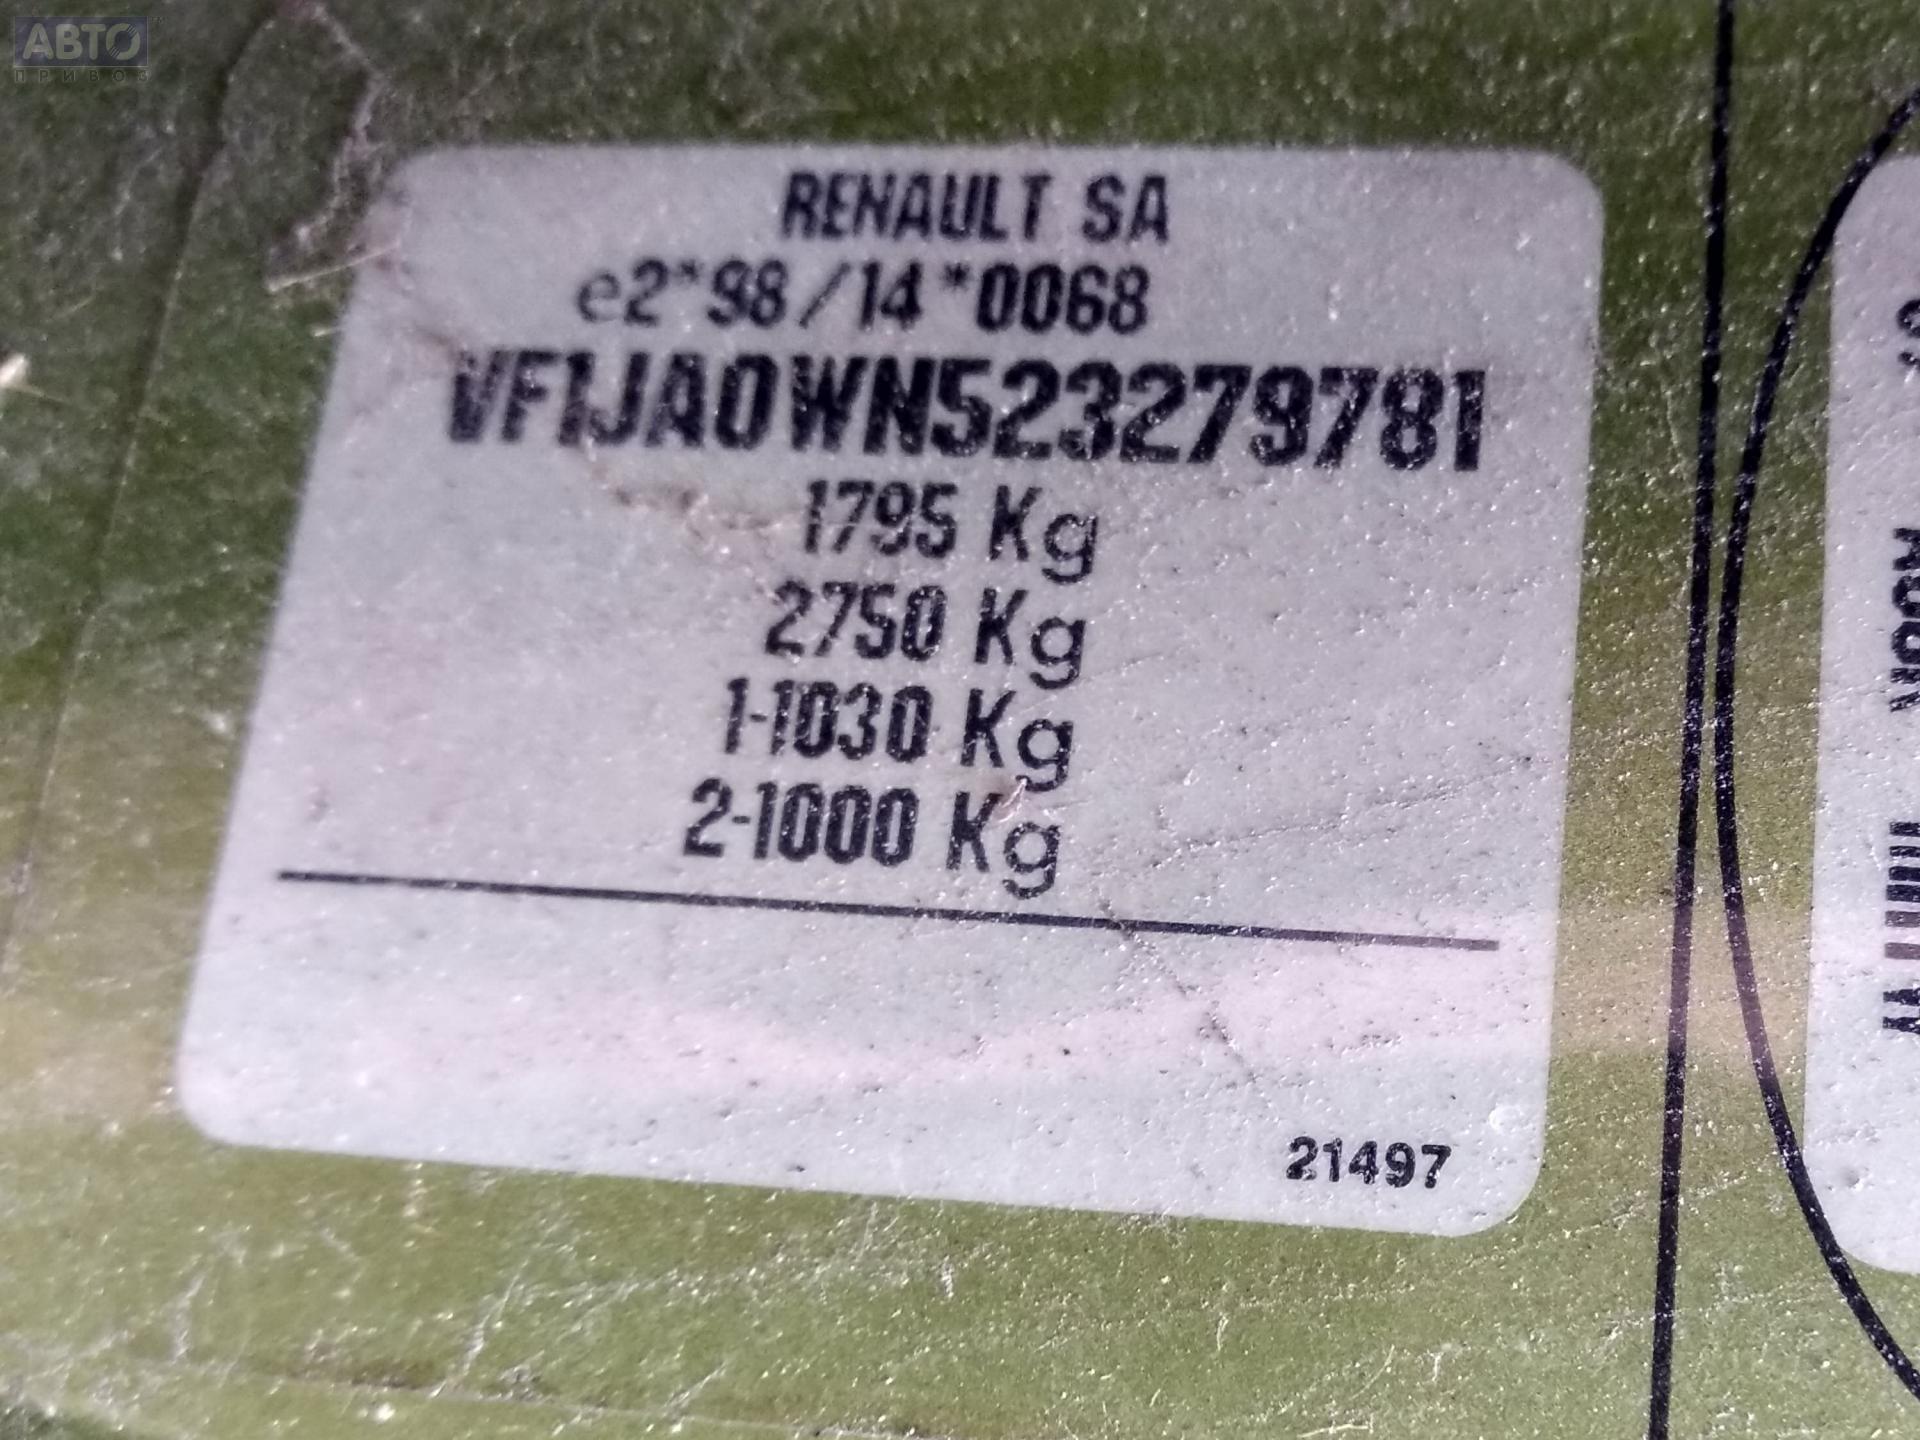 АВТО
ПРИВОЗ
RENAULT SA
e2*98/14*0068
VF1JA0WN523279781
1795 Kg
2750 Kg
1-1030 Kg
2-1000 Kg
21497